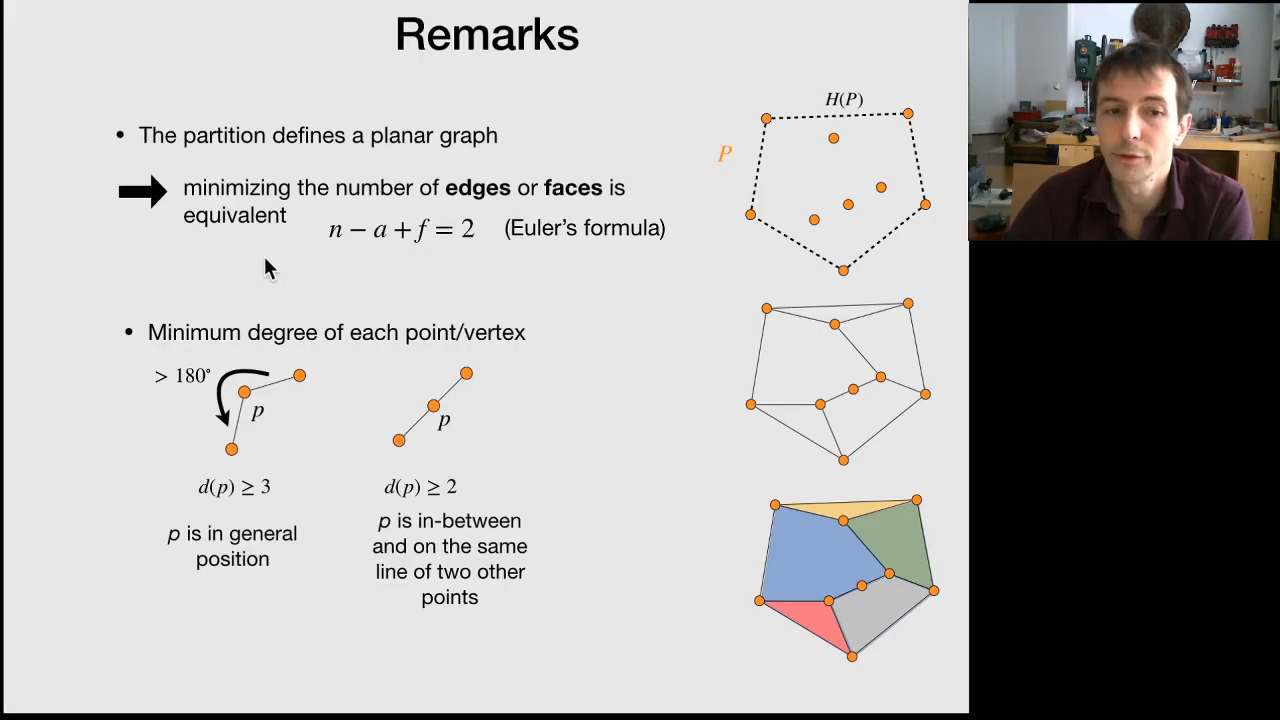 Remarks
H(P)
P
• The partition defines a planar graph
minimizing the number of edges or faces is
equivalent
n − a + f = 2 (Euler's formula)
• Minimum degree of each point/vertex
> 180°
p
p
d(p) ≥ 3
d(p) ≥ 2
p is in general
position
p is in-between
and on the same
line of two other
points